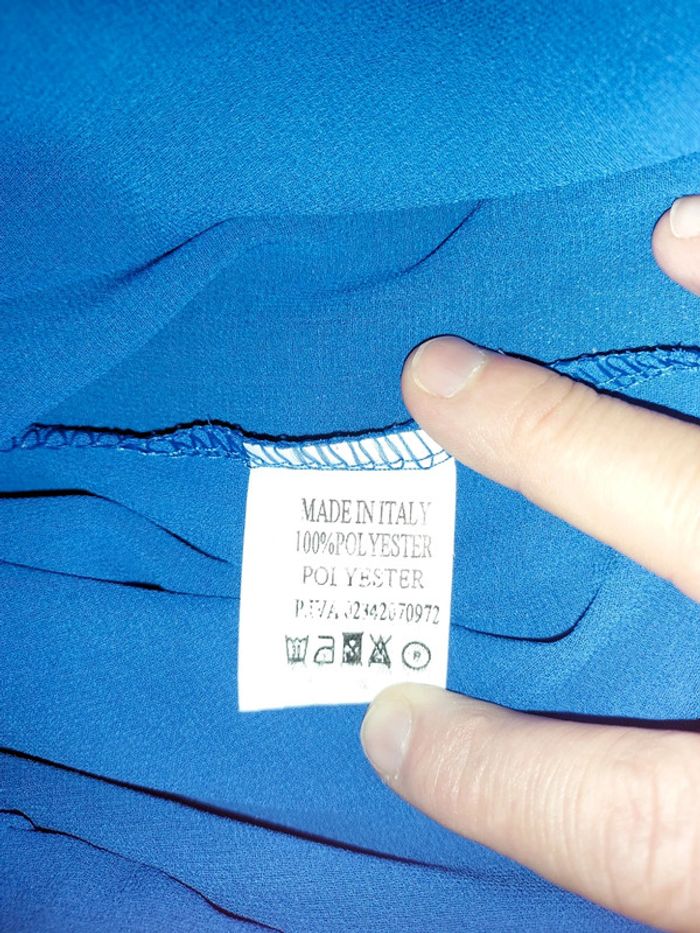 MADE IN ITALY
100%POLYESTER
POLYESTER
P.IVA 02342070972